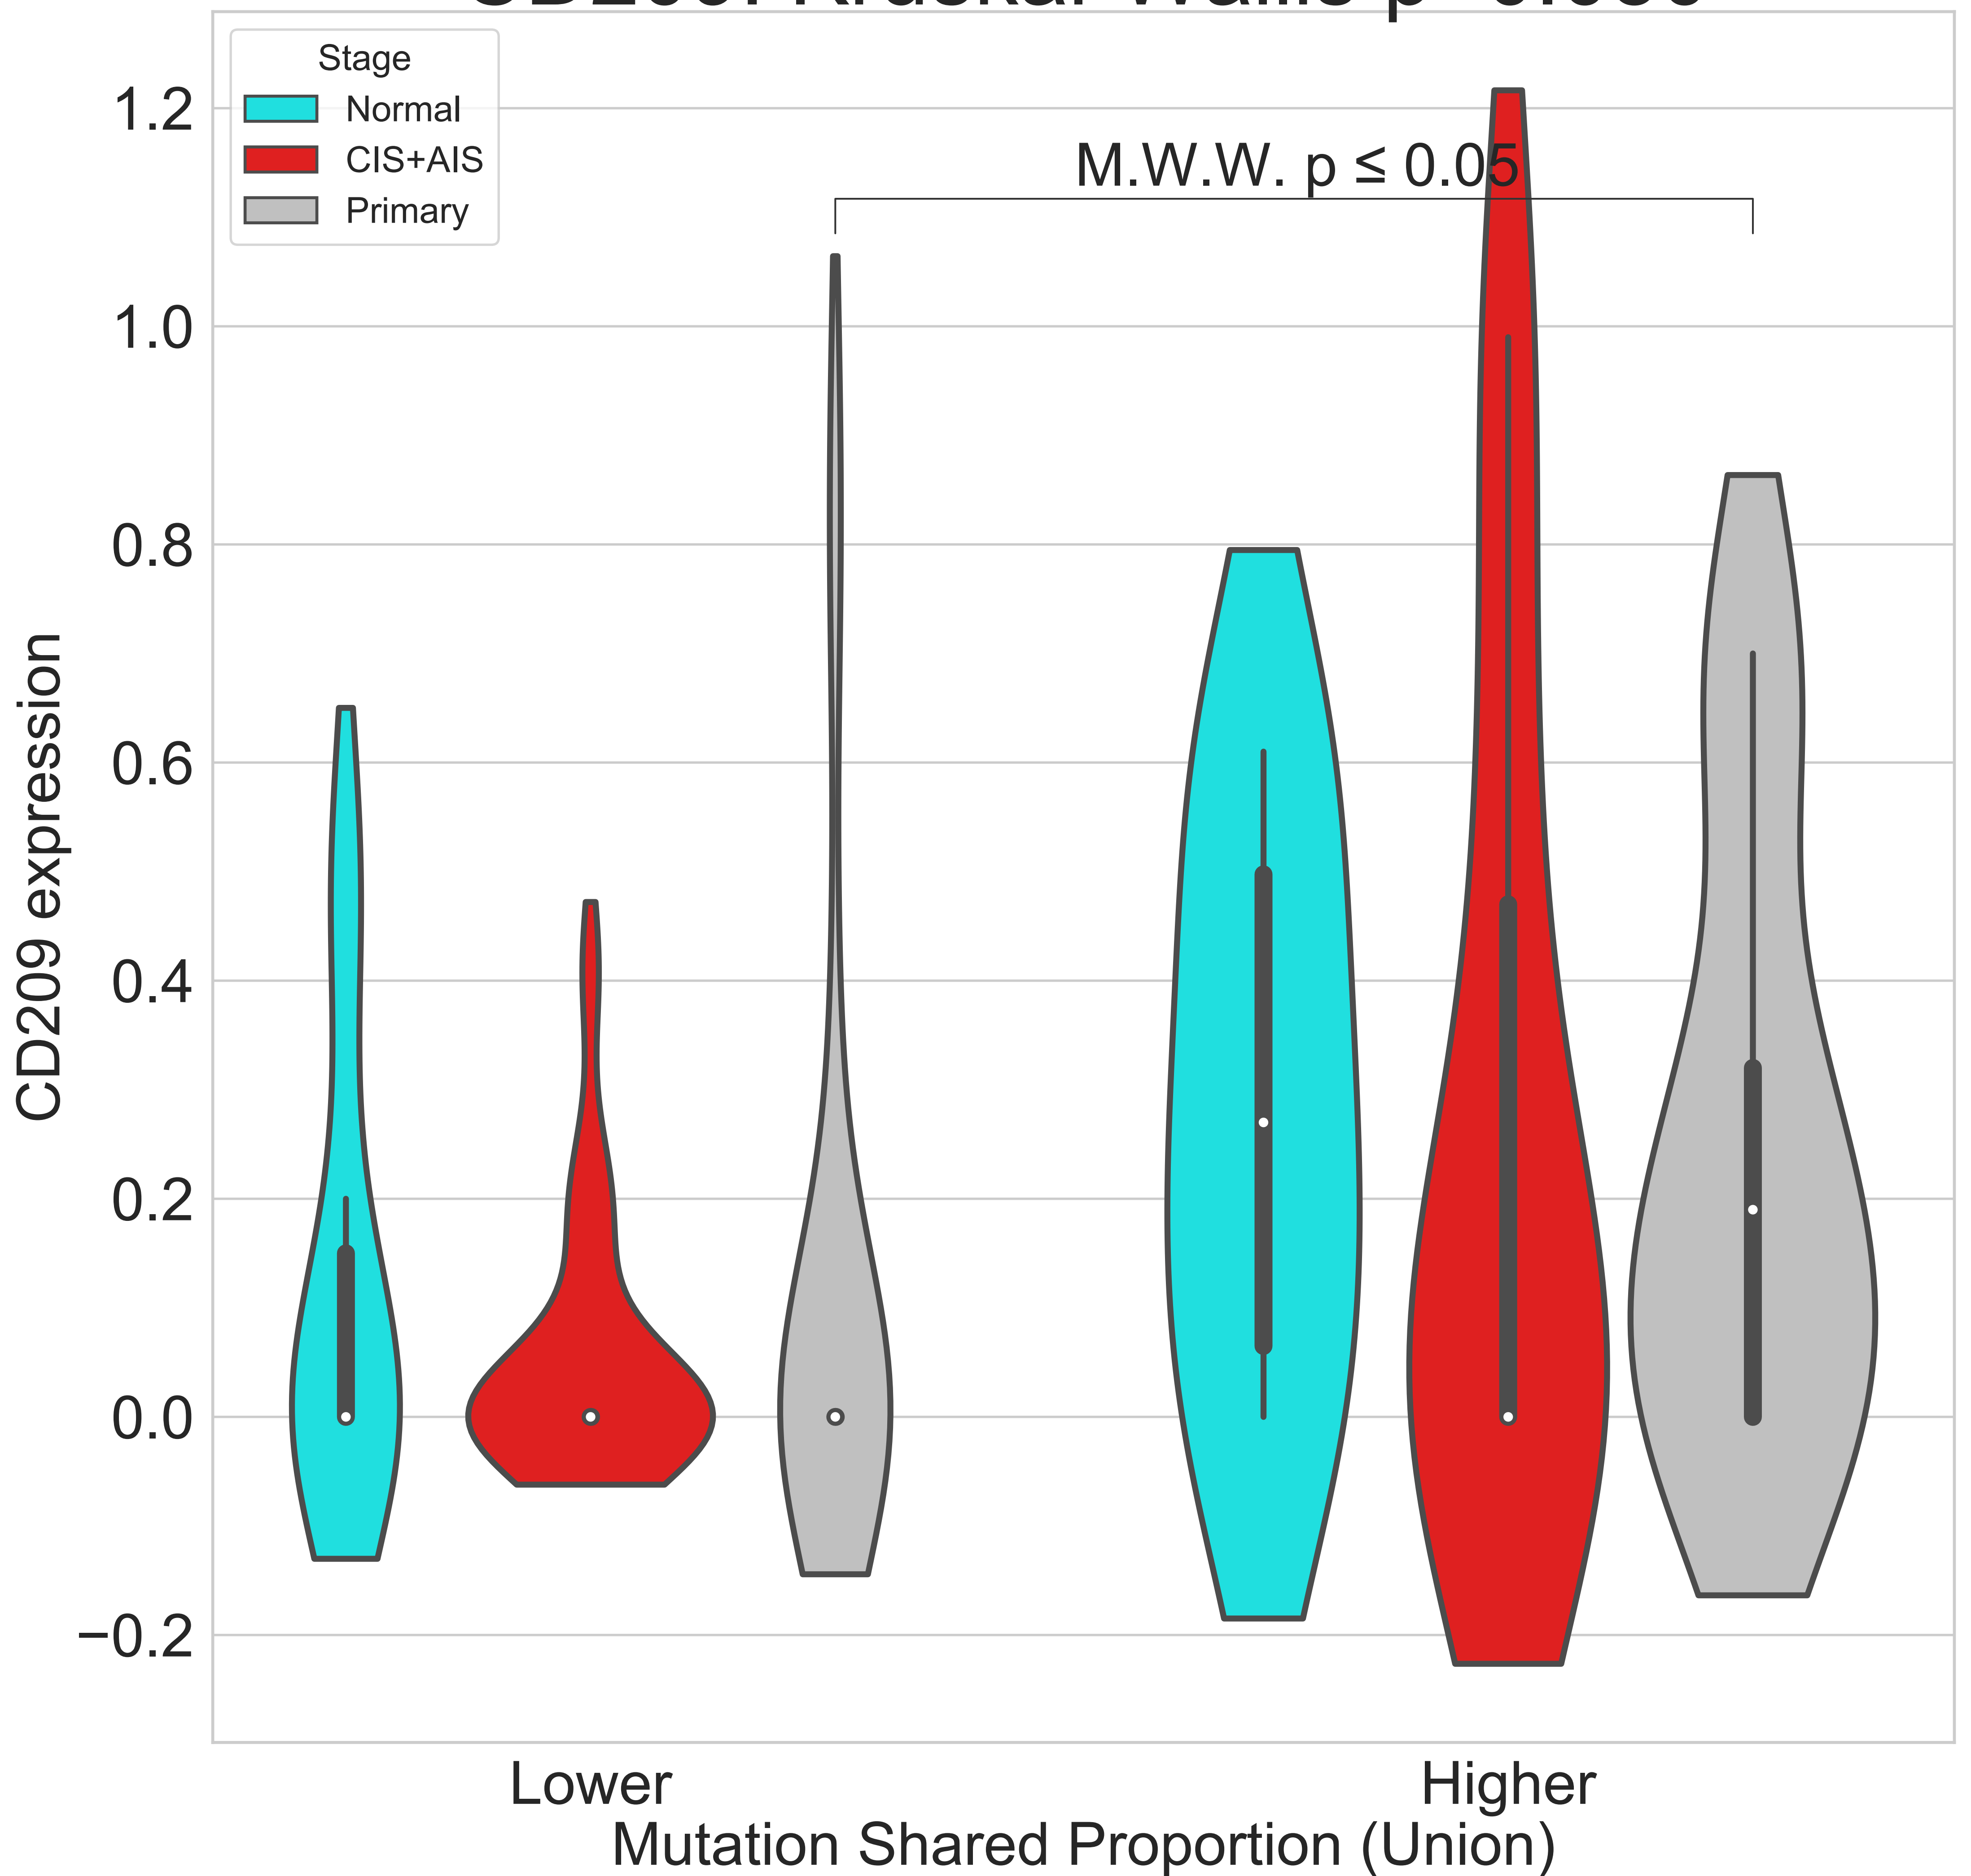 Stage
Normal
CIS+AIS
Primary
M.W.W. p ≤ 0.05
1.2
1.0
0.8
0.6
0.4
0.2
0.0
−0.2
CD209 expression
Lower
Higher
Mutation Shared Proportion (Union)